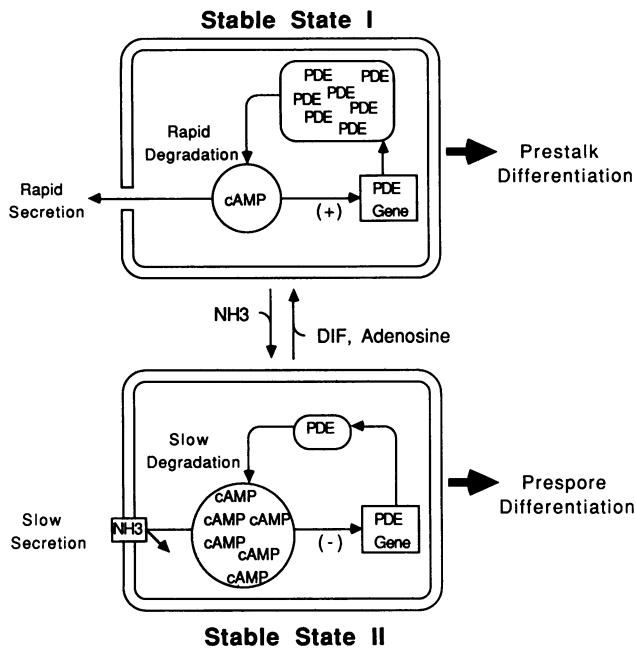 Stable State I
PDE PDE
PDE PDE
PDE PDE
PDE
Rapid
Degradation
Prestalk
Differentiation
Rapid
Secretion
cAMP
(+)
PDE
Gene
NH3
DIF, Adenosine
PDE
Slow
Degradation
Prespore
Differentiation
cAMP
cAMP cAMP
cAMP
cAMP
cAMP
Slow
Secretion
NH3
(-)
PDE
Gene
Stable State II